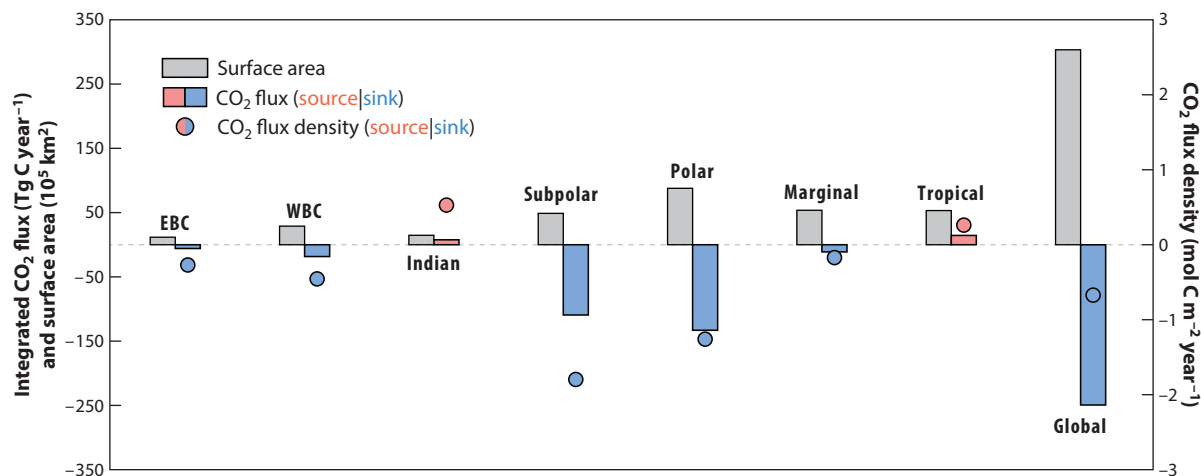 Integrated CO₂ flux (Tg C year⁻¹)
and surface area (10⁵ km²)
350
250
150
50
−50
−150
−250
−350
Surface area
CO₂ flux (source|sink)
CO₂ flux density (source|sink)
EBC
WBC
Indian
Subpolar
Polar
Marginal
Tropical
Global
3
2
1
0
−1
−2
−3
CO₂ flux density (mol C m⁻² year⁻¹)